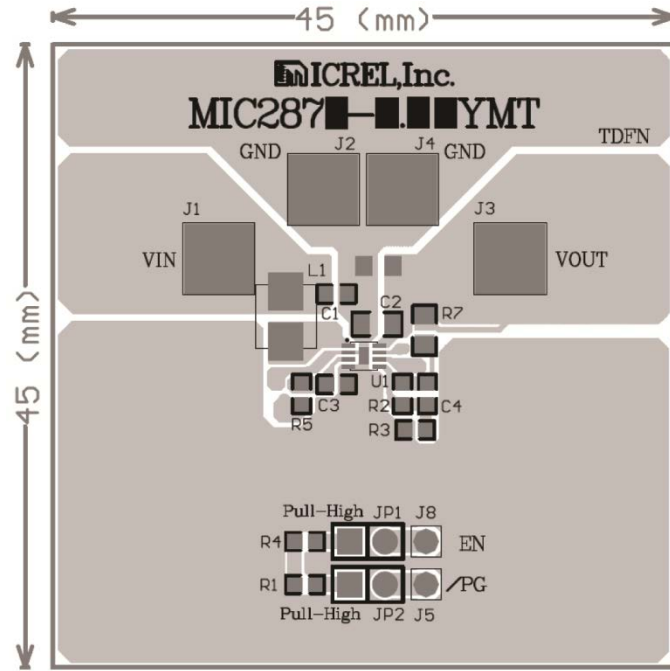 45 (mm)
MICREL,Inc.
MIC287█-█.██YMT
TDFN
GND J2 J4 GND
J1
J3
VIN
VOUT
L1
C1
C2
R7
U1
C3
R2
C4
R5
R3
45 (mm)
Pull-High JP1 J8
R4
EN
R1
/PG
Pull-High JP2 J5